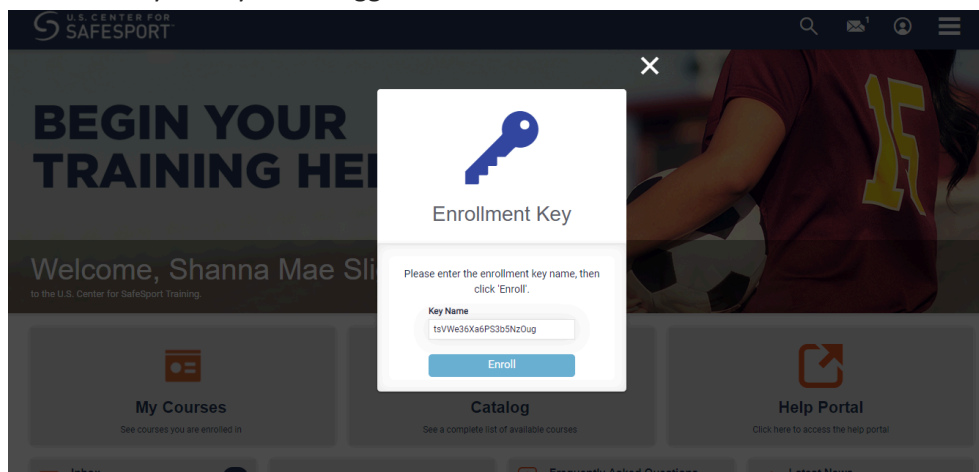 U.S. CENTER FOR
SAFESPORT
1
BEGIN YOUR
TRAINING HE
15
Enrollment Key
Welcome, Shanna Mae Sli
to the U.S. Center for SafeSport Training.
Please enter the enrollment key name, then
click 'Enroll'.
Key Name
tsVWe36Xa6PS3b5NzOug
Enroll
My Courses
See courses you are enrolled in
Catalog
See a complete list of available courses
Help Portal
Click here to access the help portal